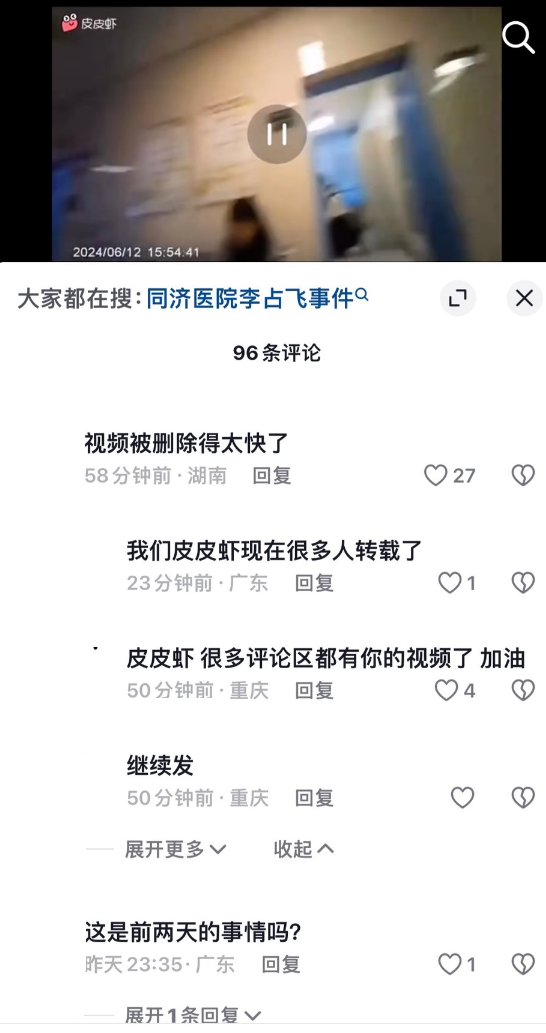 皮皮虾
2024/06/12 15:54:41
大家都在搜：同济医院李占飞事件
96条评论
视频被删除得太快了
58分钟前·湖南 回复 27
我们皮皮虾现在很多人转载了
23分钟前·广东 回复 1
皮皮虾 很多评论区都有你的视频了 加油
50分钟前·重庆 回复 4
继续发
50分钟前·重庆 回复
展开更多 收起
这是前两天的事情吗?
昨天23:35·广东 回复 1
展开1条回复